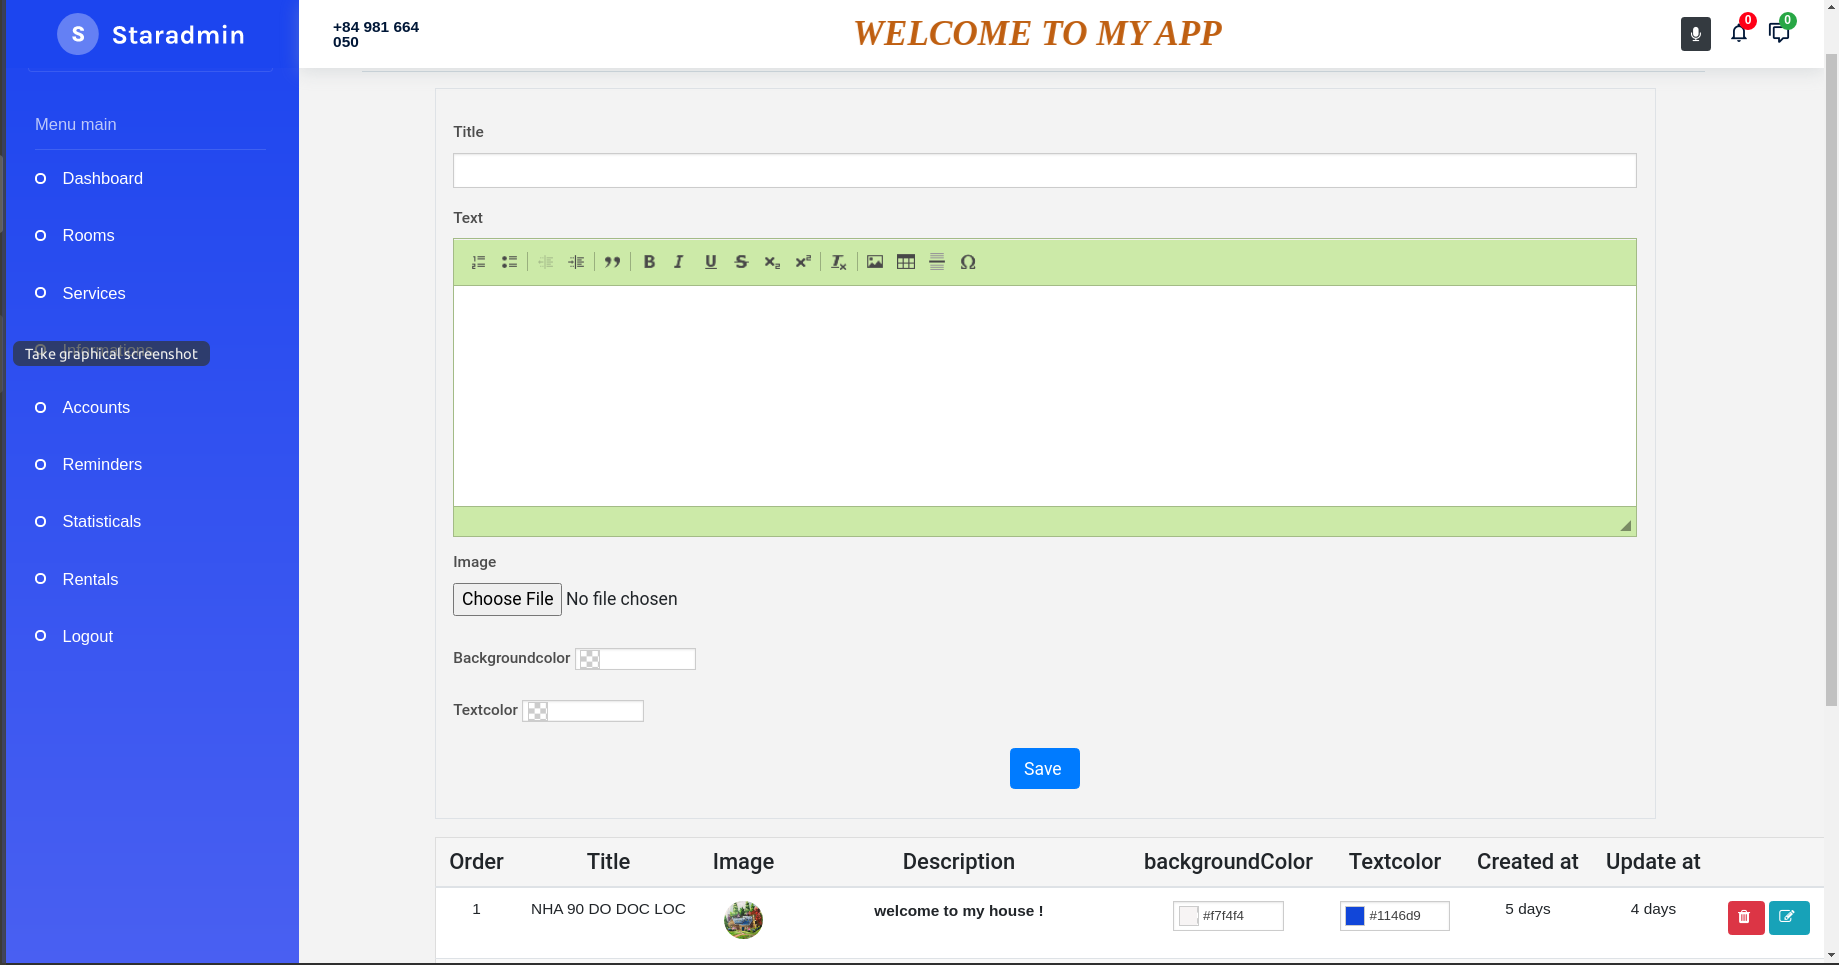 S Staradmin
+84 981 664
050
WELCOME TO MY APP
0
0
Menu main
Dashboard
Rooms
Services
Informations
Take graphical screenshot
Accounts
Reminders
Statisticals
Rentals
Logout
Title
Text
Image
Choose File No file chosen
Backgroundcolor
Textcolor
Save
Order Title Image Description backgroundColor Textcolor Created at Update at
1 NHA 90 DO DOC LOC welcome to my house ! #f7f4f4 #1146d9 5 days 4 days